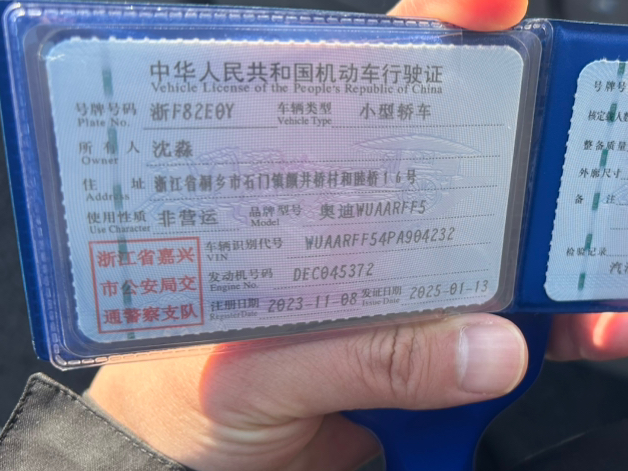 中华人民共和国机动车行驶证
Vehicle License of the People's Republic of China
号牌号码 浙F82E0Y 车辆类型 小型轿车
Plate No. Vehicle Type
所有人 沈淼
Owner
住址 浙江省桐乡市石门镇颜井桥村和睦桥16号
Address
使用性质 非营运 品牌型号 奥迪WUAARFF5
Use Character Model
浙江省嘉兴
市公安局交
通警察支队
车辆识别代号 WUAARFF54PA904232
VIN
发动机号码 DEC045372
Engine No.
注册日期 2023-11-08 发证日期 2025-01-13
Register Date Issue Date
号牌号
核定载人数
整备质量
外廓尺寸
备注
检验记录